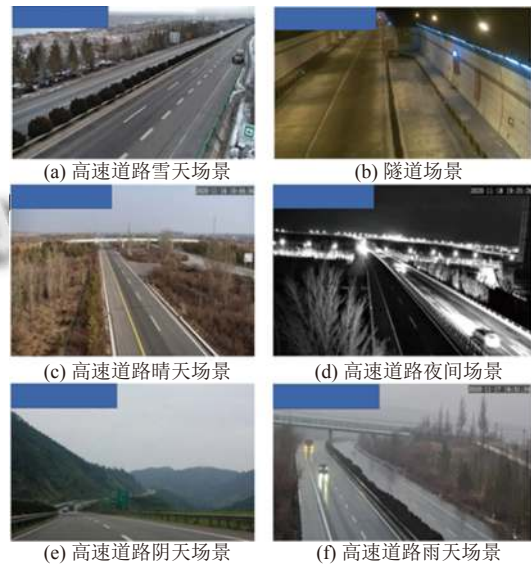 (a) 高速道路雪天场景
(b) 隧道场景
(c) 高速道路晴天场景
(d) 高速道路夜间场景
(e) 高速道路阴天场景
(f) 高速道路雨天场景